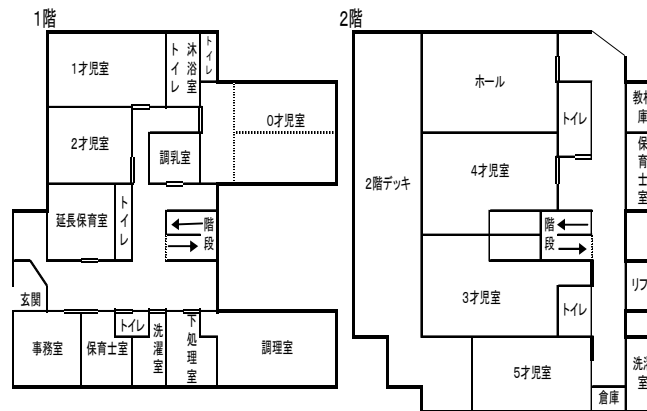 1階
1才児室
トイレ
沐浴室
トイレ
0才児室
2才児室
調乳室
延長保育室
トイレ
階段
玄関
事務室
保育士室
トイレ
洗濯室
下処理室
調理室
2階
ホール
トイレ
教材庫
保育士室
2階デッキ
4才児室
階段
3才児室
トイレ
リフ
5才児室
倉庫
洗濯室